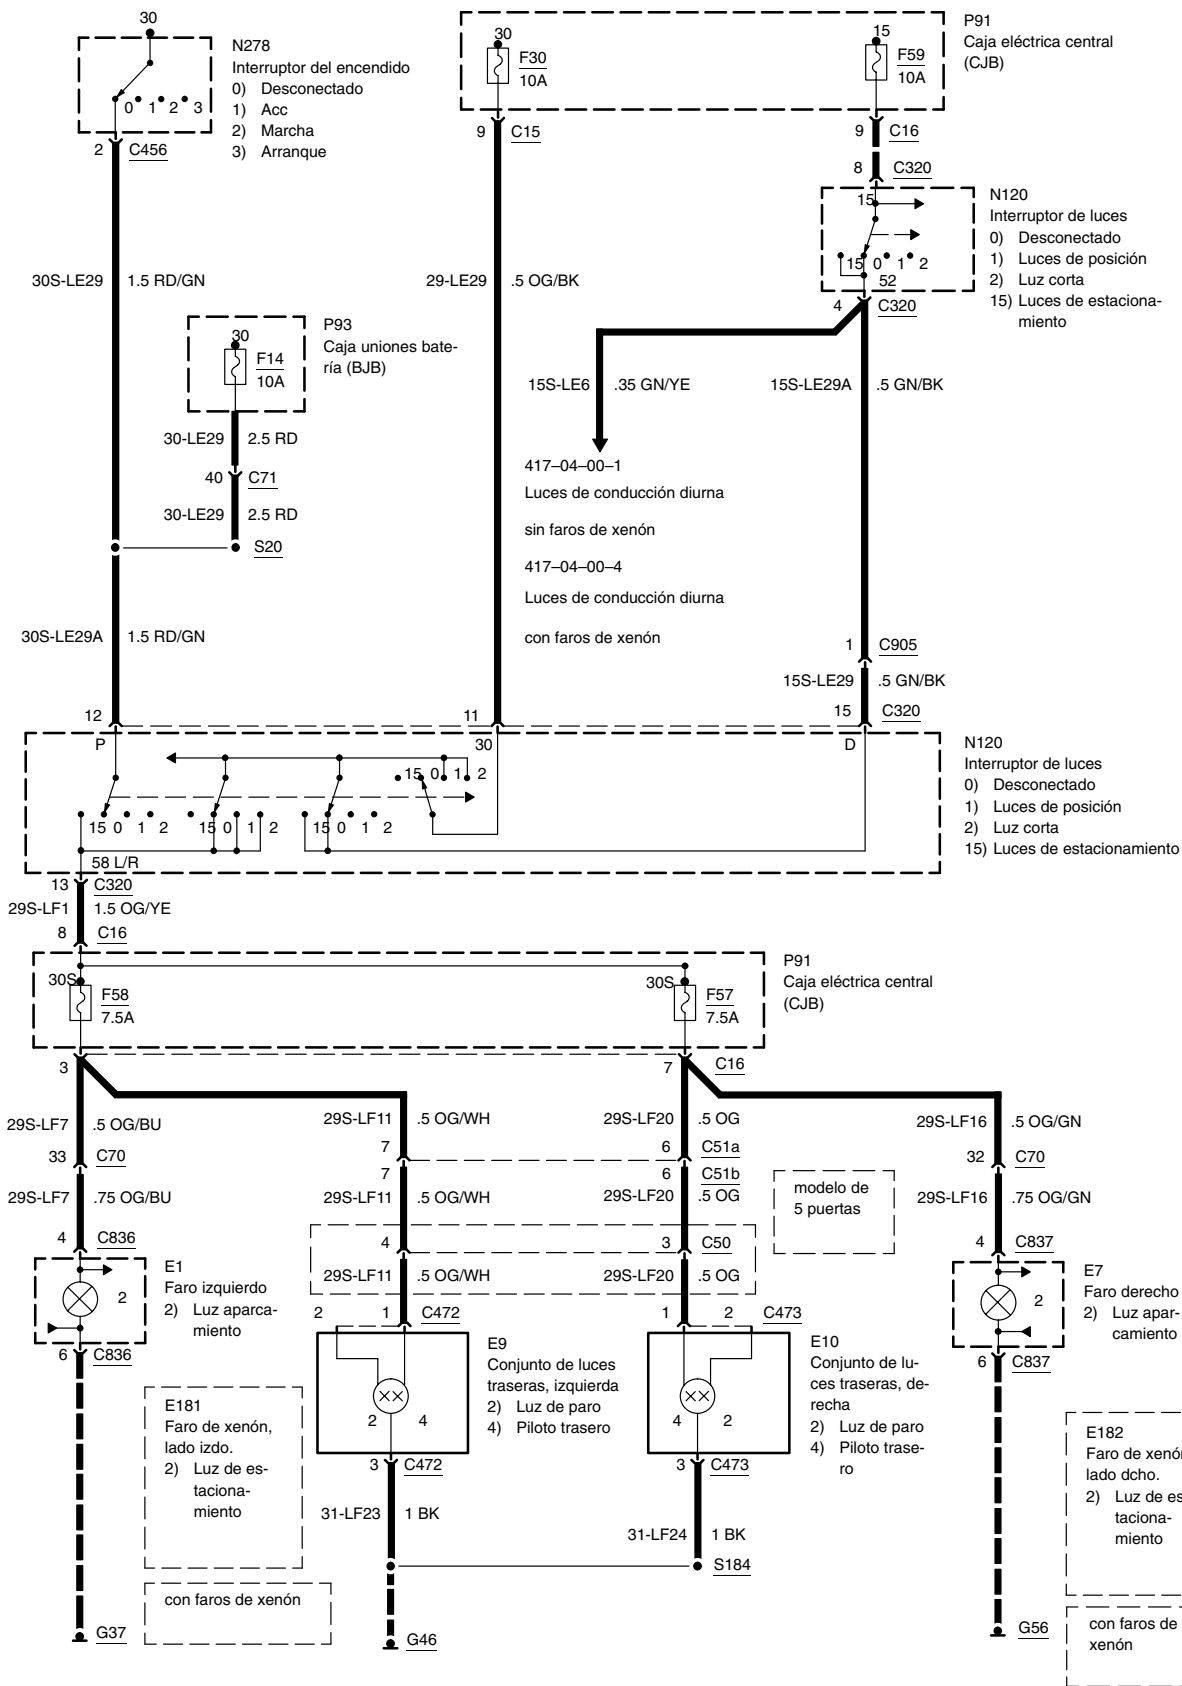 30
N278
Interruptor del encendido
0) Desconectado
1) Acc
2) Marcha
3) Arranque
0 1 2 3
2 C456
30 15
F30
10A
F59
10A
P91
Caja eléctrica central
(CJB)
9 C15
9 C16
8 C320
15
15 0 1 2
52
N120
Interruptor de luces
0) Desconectado
1) Luces de posición
2) Luz corta
15) Luces de estaciona-
miento
4 C320
30S-LE29 1.5 RD/GN
29-LE29 .5 OG/BK
P93
Caja uniones bate-
ría (BJB)
30
F14
10A
15S-LE6 .35 GN/YE
15S-LE29A .5 GN/BK
30-LE29 2.5 RD
40 C71
30-LE29 2.5 RD
S20
417–04–00–1
Luces de conducción diurna
sin faros de xenón
417–04–00–4
Luces de conducción diurna
con faros de xenón
30S-LE29A 1.5 RD/GN
1 C905
15S-LE29 .5 GN/BK
12 11 15 C320
P 30 D
15 0 1 2
15 0 1 2 15 0 1 2 15 0 1 2
58 L/R
N120
Interruptor de luces
0) Desconectado
1) Luces de posición
2) Luz corta
15) Luces de estacionamiento
13 C320
29S-LF1 1.5 OG/YE
8 C16
30S
F58
7.5A
30S
F57
7.5A
P91
Caja eléctrica central
(CJB)
3 7 C16
29S-LF7 .5 OG/BU
29S-LF11 .5 OG/WH
29S-LF20 .5 OG
29S-LF16 .5 OG/GN
33 C70
7 6 C51a
32 C70
7 6 C51b
29S-LF7 .75 OG/BU
29S-LF11 .5 OG/WH
29S-LF20 .5 OG
modelo de
5 puertas
29S-LF16 .75 OG/GN
4 C836
4 3 C50
4 C837
29S-LF11 .5 OG/WH
29S-LF20 .5 OG
2
E1
Faro izquierdo
2) Luz aparca-
miento
6 C836
2 1 C472
1 2 C473
2
E7
Faro derecho
2) Luz apar-
camiento
6 C837
2 4
E9
Conjunto de luces
traseras, izquierda
2) Luz de paro
4) Piloto trasero
4 2
E10
Conjunto de lu-
ces traseras, de-
recha
2) Luz de paro
4) Piloto trase-
ro
E181
Faro de xenón,
lado izdo.
2) Luz de es-
taciona-
miento
3 C472
3 C473
31-LF23 1 BK
31-LF24 1 BK
S184
E182
Faro de xenón
lado dcho.
2) Luz de es
taciona-
miento
con faros de xenón
G37
G46
G56
con faros de
xenón